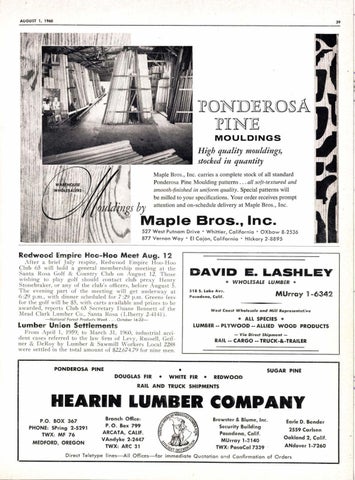 AUGUST 1, 1960
39
PONDEROSA
PINE
MOULDINGS
High quality mouldings,
stocked in quantity
WAREHOUSE
WHOLESALERS
Mouldings by
Maple Bros., Inc. carries a complete stock of all standard
Ponderosa Pine Moulding patterns . . . all soft-textured and
smooth-finished in uniform quality. Special patterns will
be milled to your specifications. Your order receives prompt
attention and on-schedule delivery at Maple Bros., Inc.
Maple Bros., Inc.
527 West Putnam Drive • Whittier, California • OXbow 8-2536
877 Vernon Way • El Cajon, California • HIckory 2-8895
Redwood Empire Hoo-Hoo Meet Aug. 12
After a brief July respite, Redwood Empire Hoo-Hoo
Club 65 will hold a general membership meeting at the
Santa Rosa Golf & Country Club on August 12. Those
wishing to play golf should contact club proxy Henry
Stonebraker, or any of the club's officers, before August 5.
The evening part of the meeting will get underway at
6:29 p.m., with dinner scheduled for 7:29 p.m. Greens fees
for the golf will be $3, with carts available and prizes to be
awarded, reports Club 65 Secretary Duane Bennett of the
Mead Clark Lumber Co., Santa Rosa (Liberty 2-4141).
Lumber Union Settlements
From April 1, 1959, to March 31, 1960, industrial accident
cases referred to the law firm of Levy, Russell, Geffner
& DeRoy by Lumber & Sawmill Workers Local 2288
were settled in the total amount of $22,674.79 for nine men.
DAVID E. LASHLEY
• WHOLESALE LUMBER •
318 S. Lake Ave.
Pasadena, Calif.
MUrray 1-6342
West Coast Wholesale and Mill Representative
• ALL SPECIES •
LUMBER — PLYWOOD — ALLIED WOOD PRODUCTS
— Via Direct Shipment —
RAIL — CARGO — TRUCK-&-TRAILER
PONDEROSA PINE
SUGAR PINE
DOUGLAS FIR • WHITE FIR • REDWOOD
RAIL AND TRUCK SHIPMENTS
HEARIN LUMBER COMPANY
P.O. BOX 367
PHONE: SPring 2-5291
TWX: MF 76
MEDFORD, OREGON
Branch Office:
P.O. Box 799
ARCATA, CALIF.
VAndyke 2-2447
TWX: ARC 21
Brewster & Blume, Inc.
Security Building
Pasadena, Calif.
MUrray 1-3140
TWX: PasaCal 7339
Earle D. Bender
2559 Carlsen
Oakland 2, Calif.
ANdover 1-7260
Direct Teletype lines—All Offices—for immediate Quotation and Confirmation of Orders